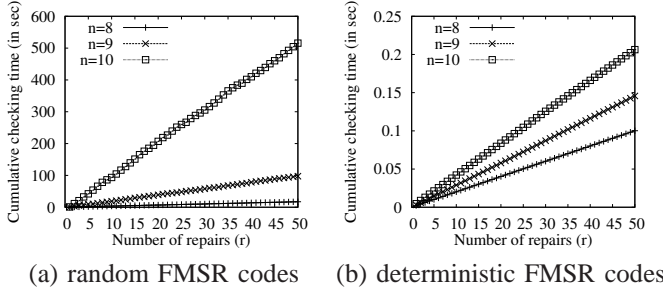 Cumulative checking time (in sec)
600
500
400
300
200
100
0
n=8
n=9
n=10
0 5 10 15 20 25 30 35 40 45 50
Number of repairs (r)
(a) random FMSR codes
Cumulative checking time (in sec)
0.25
0.2
0.15
0.1
0.05
0
n=8
n=9
n=10
0 5 10 15 20 25 30 35 40 45 50
Number of repairs (r)
(b) deterministic FMSR codes